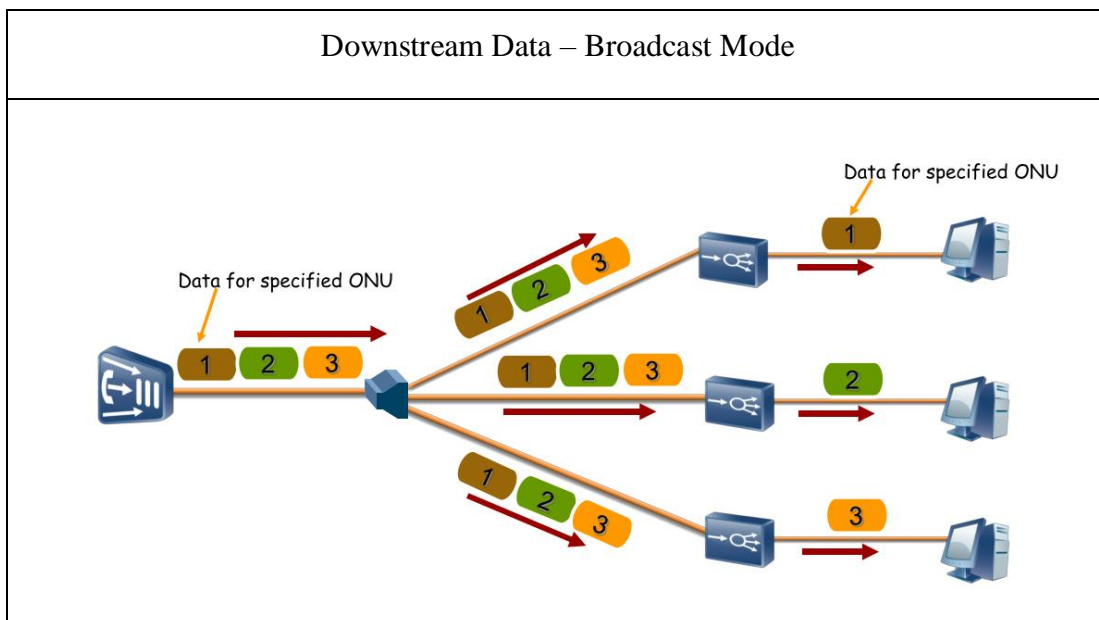 Downstream Data – Broadcast Mode
Data for specified ONU
Data for specified ONU
1 2 3
1 2 3
1
1 2 3
2
1 2 3
3